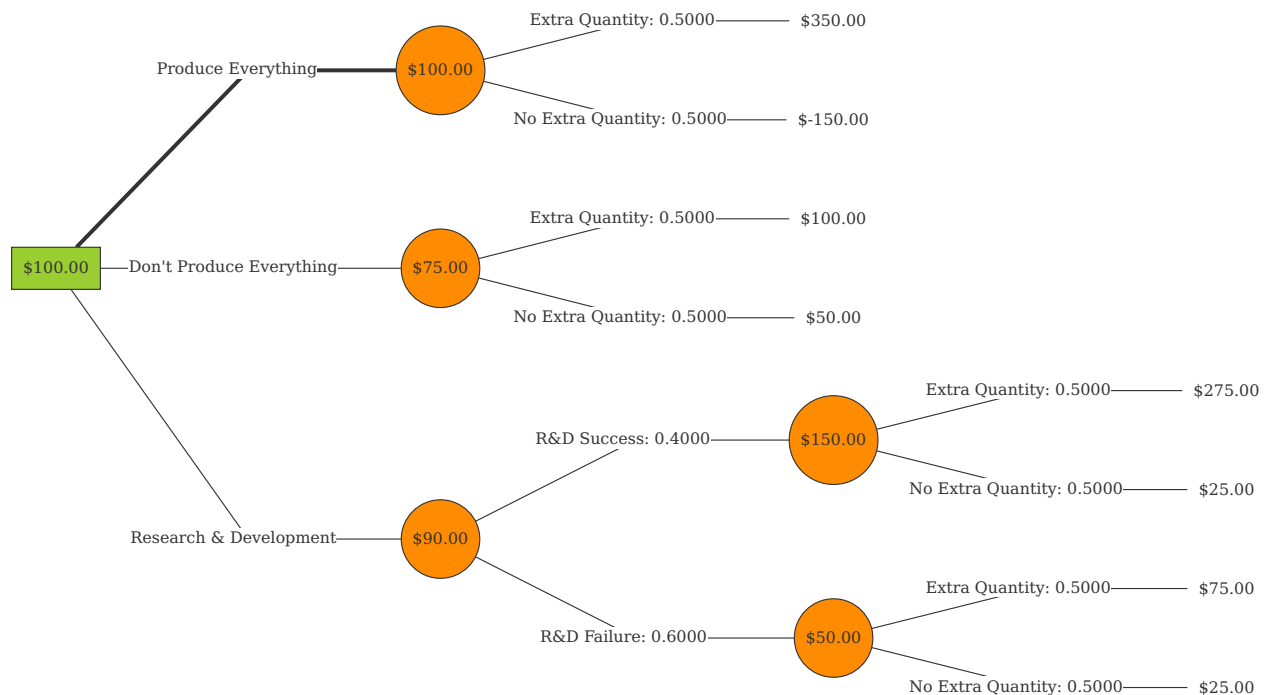 Extra Quantity: 0.5000 $350.00
Produce Everything $100.00
No Extra Quantity: 0.5000 $-150.00
Extra Quantity: 0.5000 $100.00
$100.00 Don't Produce Everything $75.00
No Extra Quantity: 0.5000 $50.00
Extra Quantity: 0.5000 $275.00
R&D Success: 0.4000 $150.00
No Extra Quantity: 0.5000 $25.00
Research & Development $90.00
Extra Quantity: 0.5000 $75.00
R&D Failure: 0.6000 $50.00
No Extra Quantity: 0.5000 $25.00